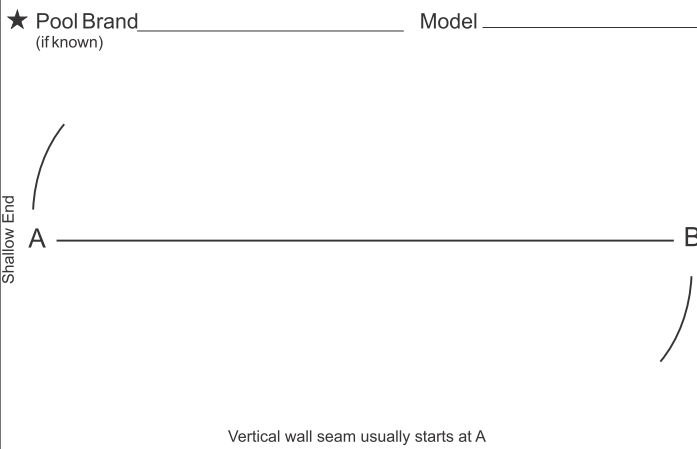 ★ Pool Brand Model
(if known)
Shallow End
A B
Vertical wall seam usually starts at A